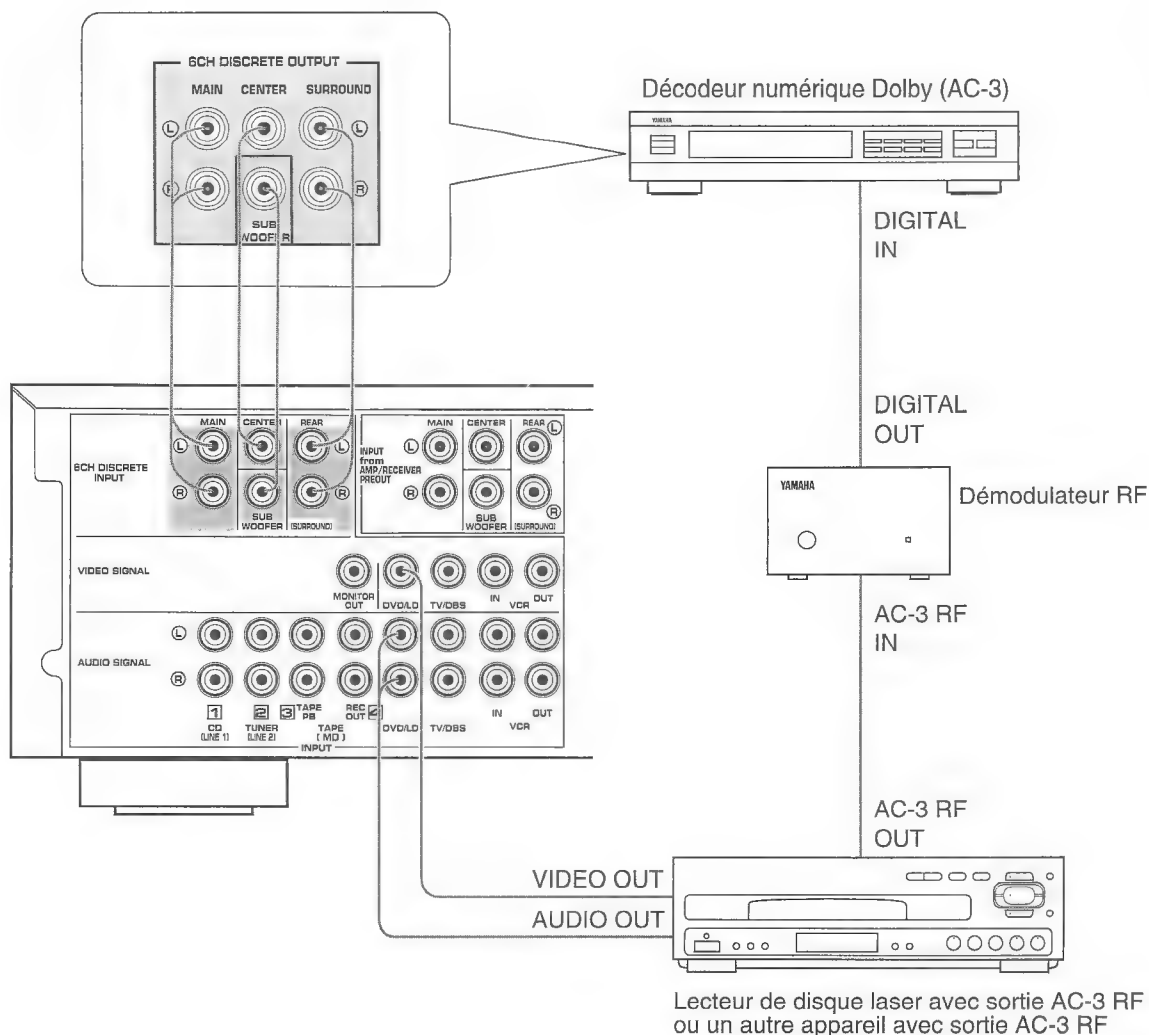 6CH DISCRETE OUTPUT
MAIN CENTER SURROUND
L L
R R
SUB
WOOFER
Décodeur numérique Dolby (AC-3)
YAMAHA
DIGITAL
IN
DIGITAL
OUT
YAMAHA
Démodulateur RF
AC-3 RF
IN
AC-3 RF
OUT
6CH DISCRETE
INPUT
MAIN CENTER REAR
L L
R R
SUB
WOOFER
(SURROUND)
INPUT
from
AMP/RECEIVER
PREOUT
MAIN CENTER REAR
L L
R R
SUB
WOOFER
(SURROUND)
VIDEO SIGNAL
MONITOR
OUT
DVD/LD TV/DBS IN VCR OUT
AUDIO SIGNAL
L
R
1 2 3 TAPE PB REC OUT 4 IN OUT
CD
(LINE 1)
TUNER
(LINE 2)
TAPE
( MD )
DVD/LD TV/DBS VCR
INPUT
VIDEO OUT
AUDIO OUT
Lecteur de disque laser avec sortie AC-3 RF
ou un autre appareil avec sortie AC-3 RF